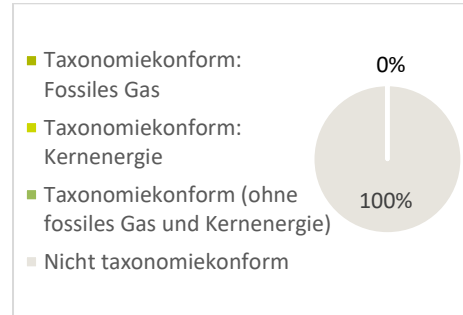 Taxonomiekonform:
Fossiles Gas
Taxonomiekonform:
Kernenergie
Taxonomiekonform (ohne
fossiles Gas und Kernenergie)
Nicht taxonomiekonform
0%
100%